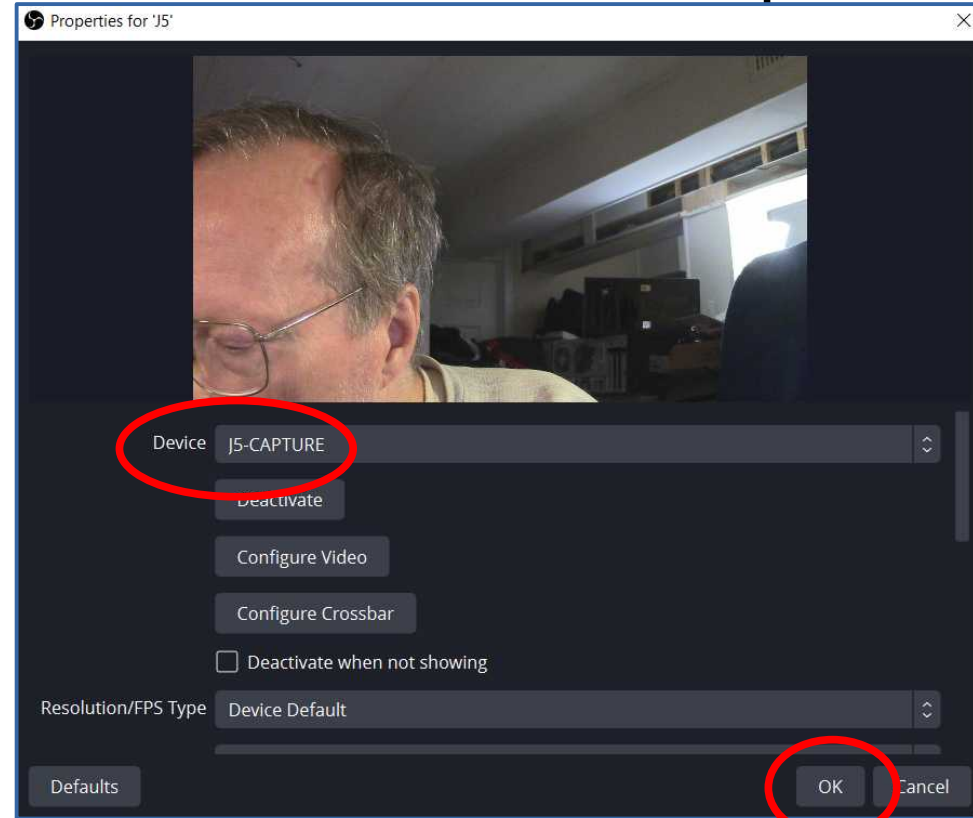 Properties for 'J5'
Device J5-CAPTURE
Deactivate
Configure Video
Configure Crossbar
Deactivate when not showing
Resolution/FPS Type Device Default
Defaults OK Cancel